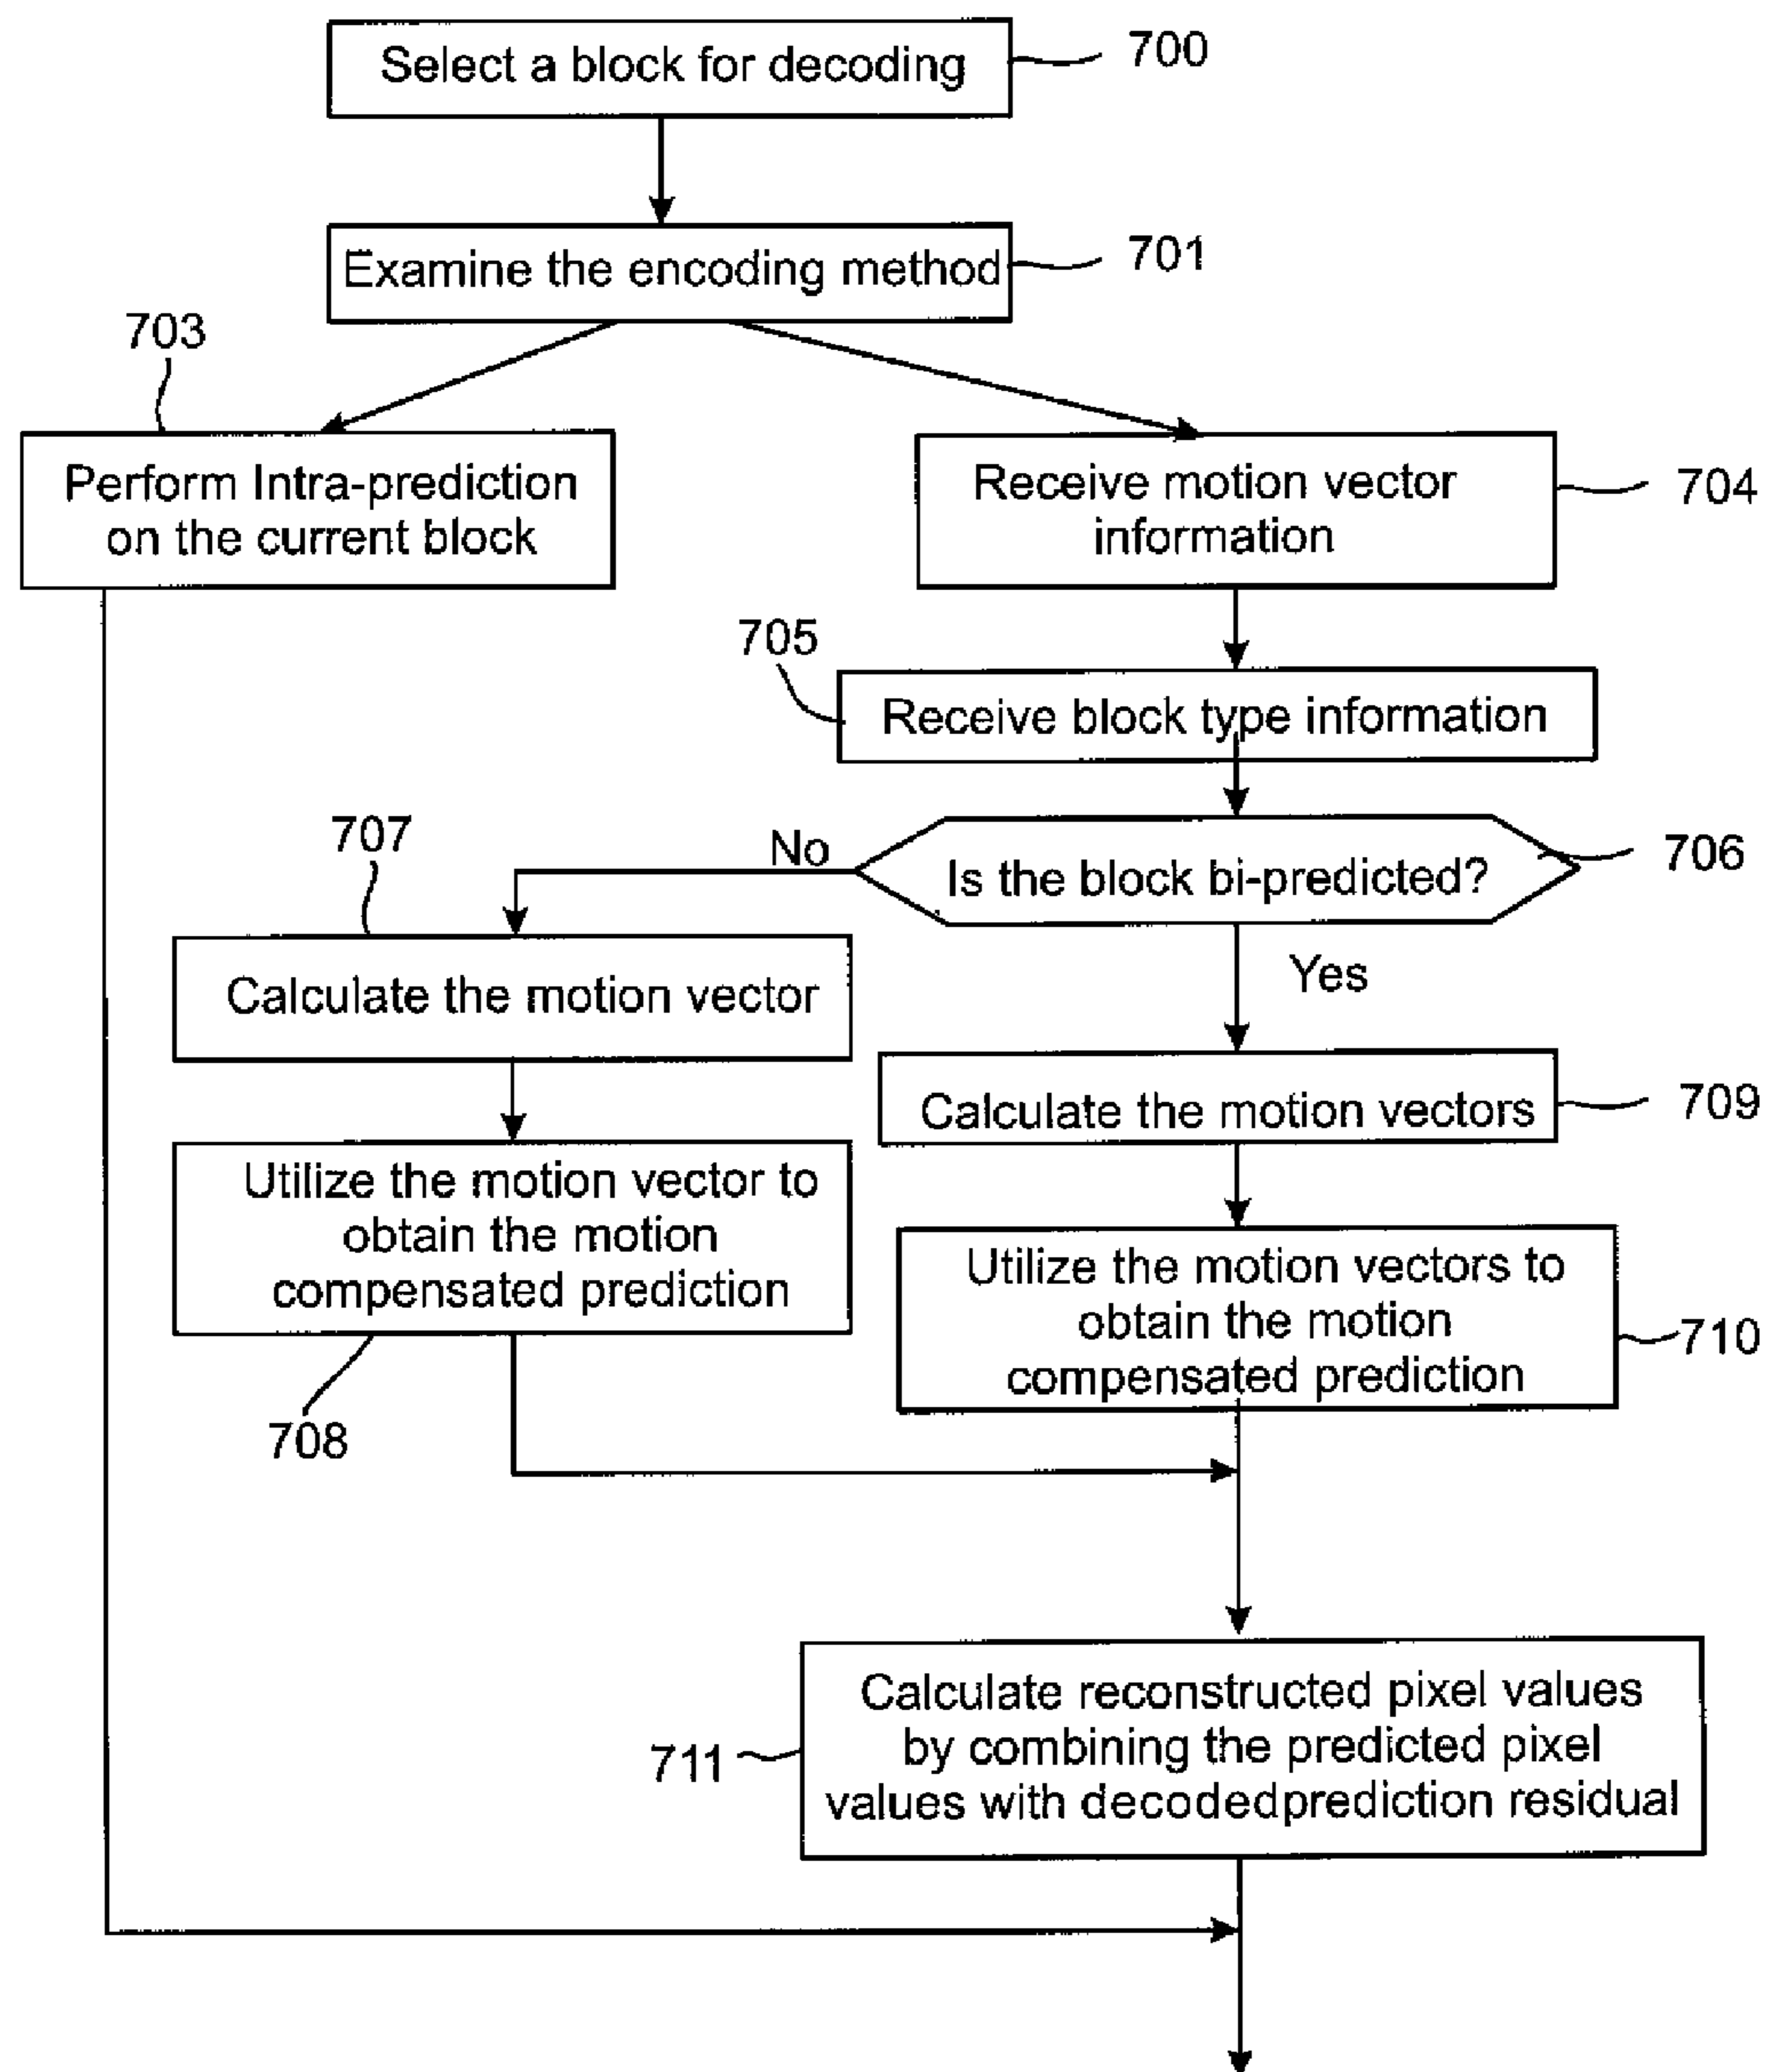 Select a block for decoding
700
Examine the encoding method
701
703
Perform Intra-prediction
on the current block
Receive motion vector
information
704
705
Receive block type information
No
Is the block bi-predicted?
706
707
Calculate the motion vector
Yes
Calculate the motion vectors
709
Utilize the motion vector to
obtain the motion
compensated prediction
708
Utilize the motion vectors to
obtain the motion
compensated prediction
710
711
Calculate reconstructed pixel values
by combining the predicted pixel
values with decodedprediction residual